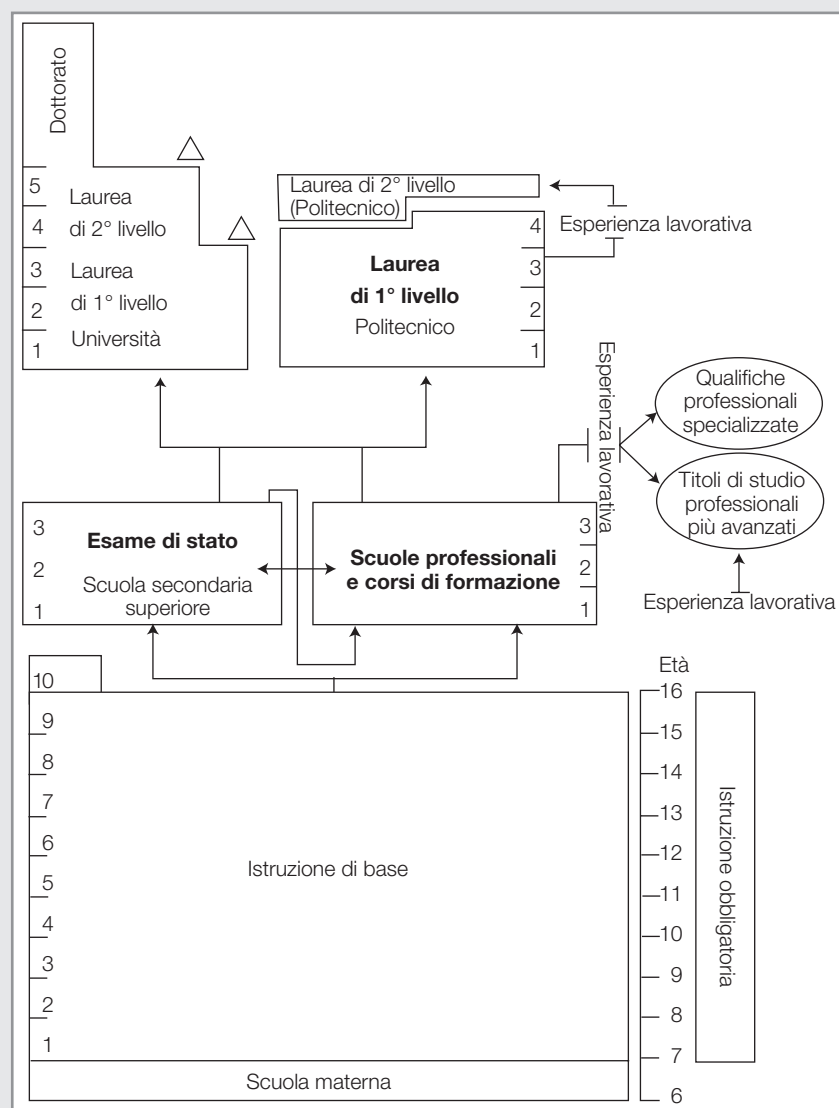 Dottorato
5
4
3
2
1
Laurea
di 2° livello
Laurea
di 1° livello
Università
Laurea di 2° livello
(Politecnico)
Laurea
di 1° livello
Politecnico
4
3
2
1
Esperienza lavorativa
Esperienza lavorativa
Qualifiche
professionali
specializzate
Titoli di studio
professionali
più avanzati
Esperienza lavorativa
3
2
1
Esame di stato
Scuola secondaria
superiore
Scuole professionali
e corsi di formazione
3
2
1
10
9
8
7
6
5
4
3
2
1
Istruzione di base
Scuola materna
Età
16
15
14
13
12
11
10
9
8
7
6
Istruzione obbligatoria